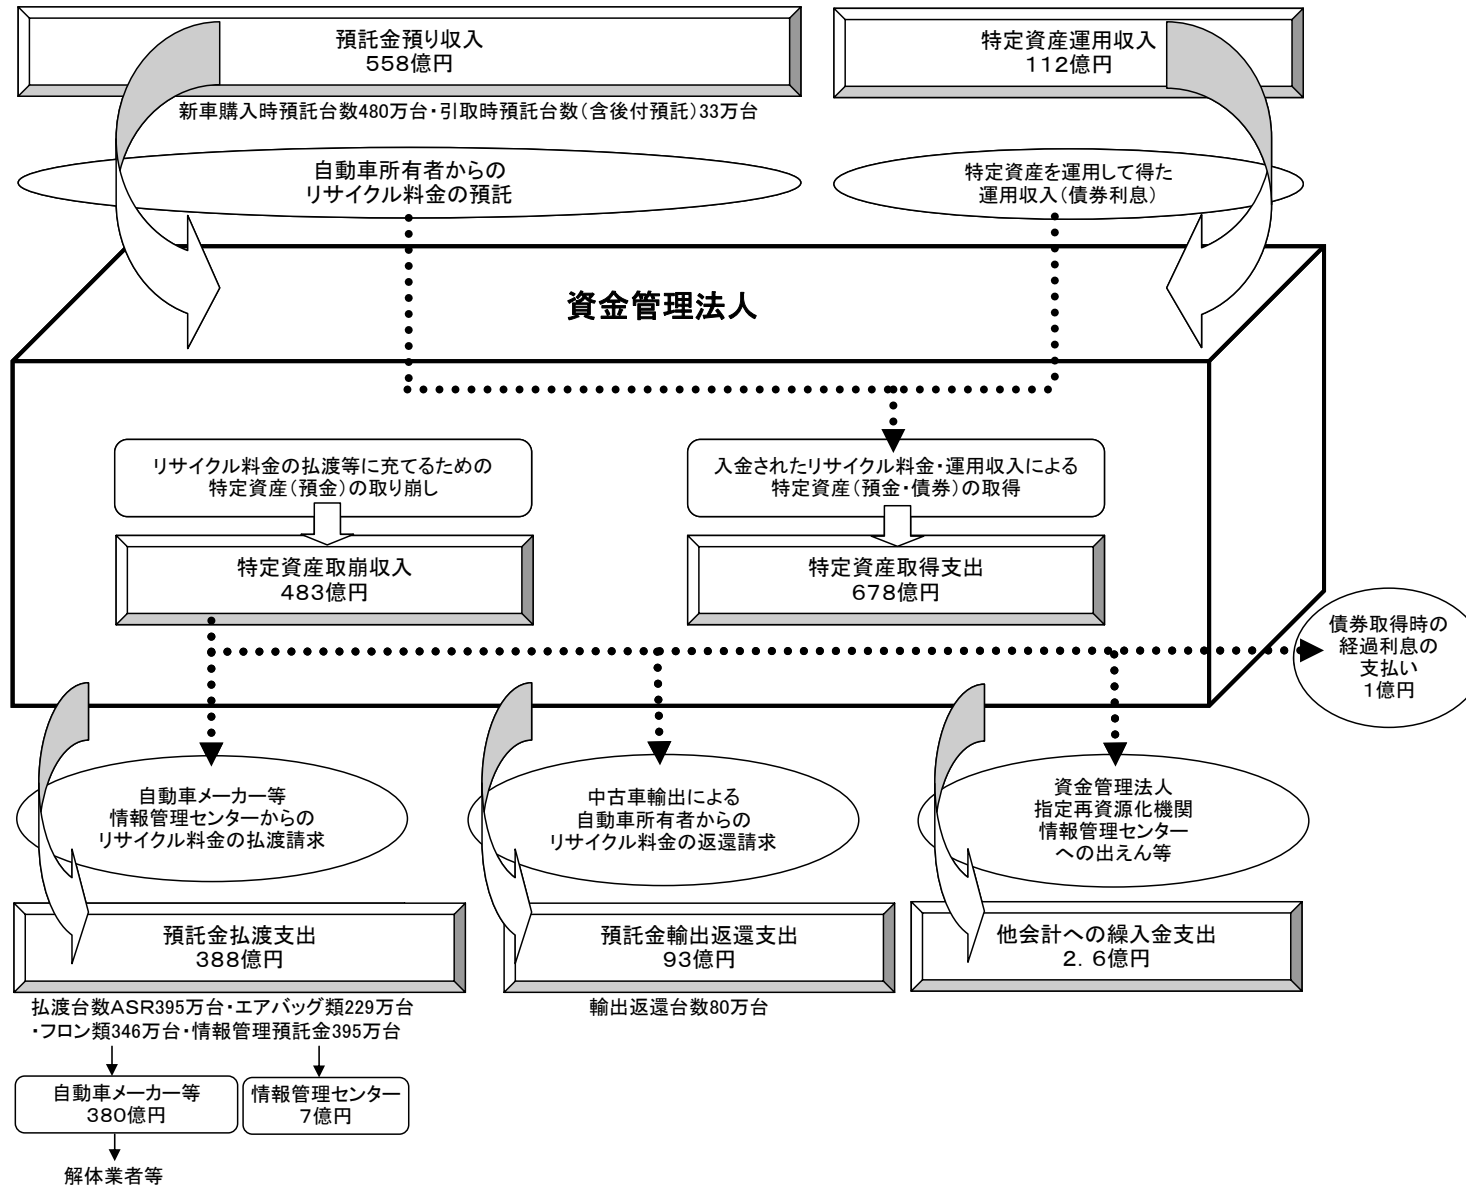 預託金預り収入
558億円
特定資産運用収入
112億円
新車購入時預託台数480万台・引取時預託台数(含後付預託)33万台
自動車所有者からの
リサイクル料金の預託
特定資産を運用して得た
運用収入(債券利息)
資金管理法人
リサイクル料金の払渡等に充てるための
特定資産(預金)の取り崩し
入金されたリサイクル料金・運用収入による
特定資産(預金・債券)の取得
特定資産取崩収入
483億円
特定資産取得支出
678億円
債券取得時の
経過利息の
支払い
1億円
自動車メーカー等
情報管理センターからの
リサイクル料金の払渡請求
中古車輸出による
自動車所有者からの
リサイクル料金の返還請求
資金管理法人
指定再資源化機関
情報管理センター
への出えん等
預託金払渡支出
388億円
預託金輸出返還支出
93億円
他会計への繰入金支出
2.6億円
払渡台数ASR395万台・エアバッグ類229万台
・フロン類346万台・情報管理預託金395万台
輸出返還台数80万台
自動車メーカー等
380億円
情報管理センター
7億円
解体業者等